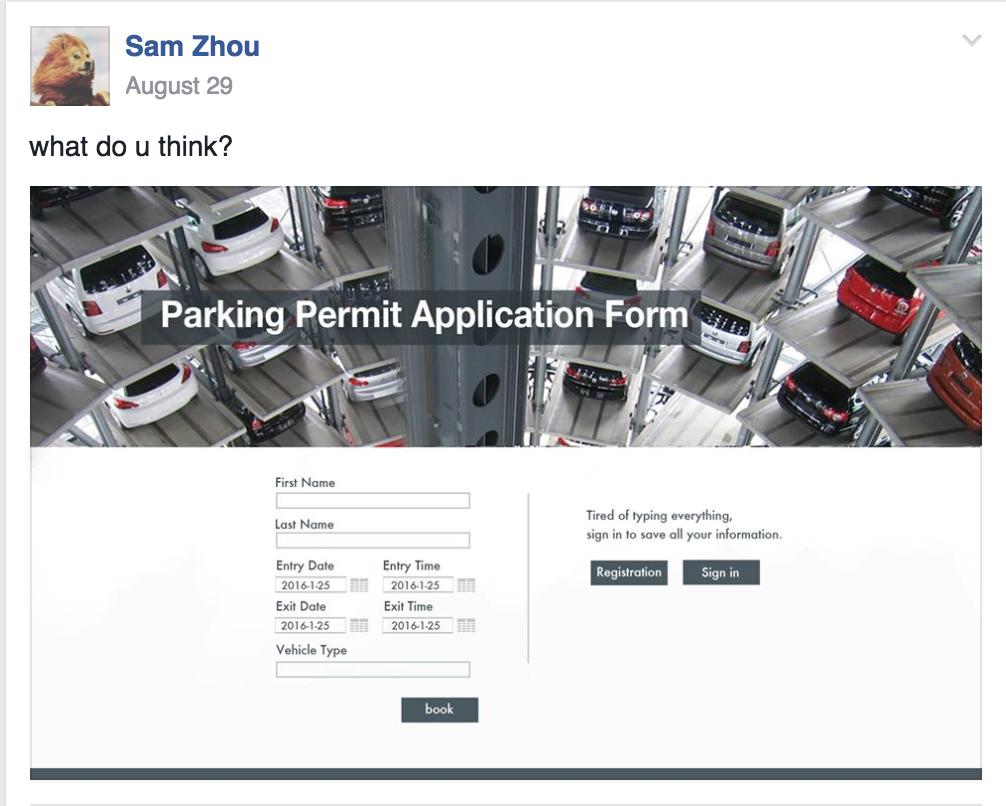 Sam Zhou
August 29
what do u think?
Parking Permit Application Form
First Name
Last Name
Entry Date Entry Time
2016-1-25 2016-1-25
Exit Date Exit Time
2016-1-25 2016-1-25
Vehicle Type
book
Tired of typing everything,
sign in to save all your information.
Registration Sign in